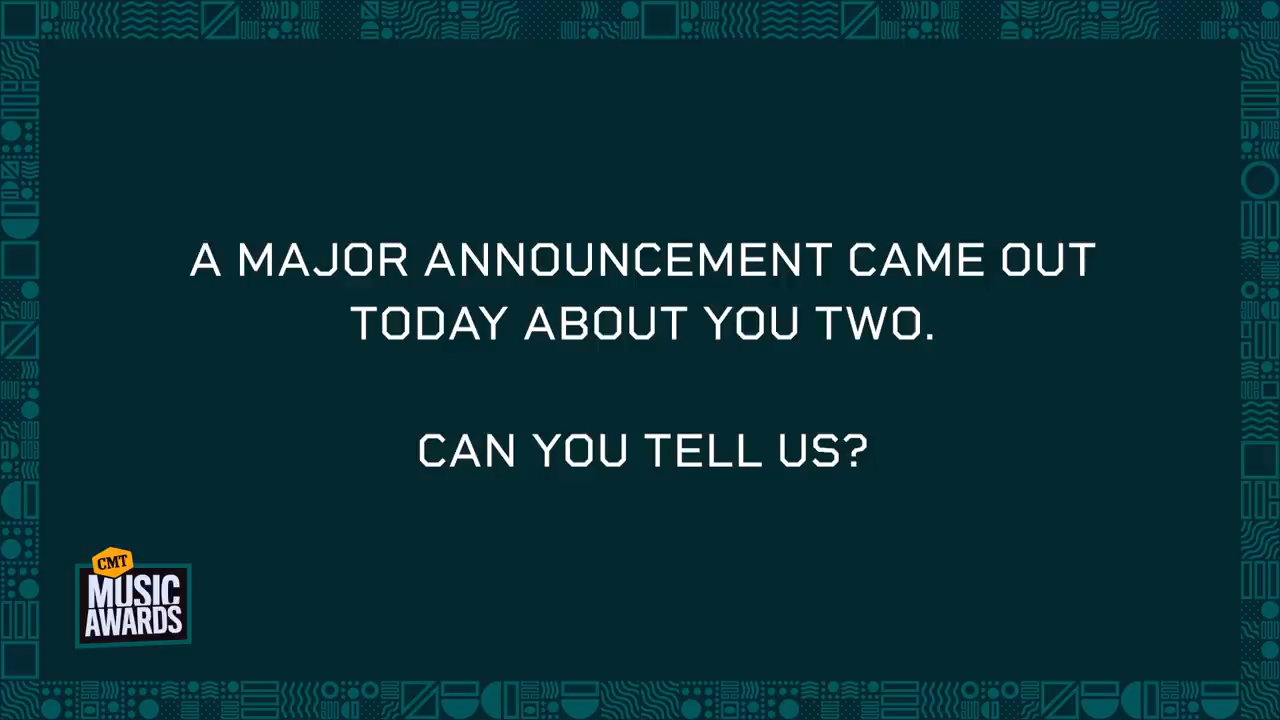 A MAJOR ANNOUNCEMENT CAME OUT
TODAY ABOUT YOU TWO.
CAN YOU TELL US?
CMT
MUSIC
AWARDS